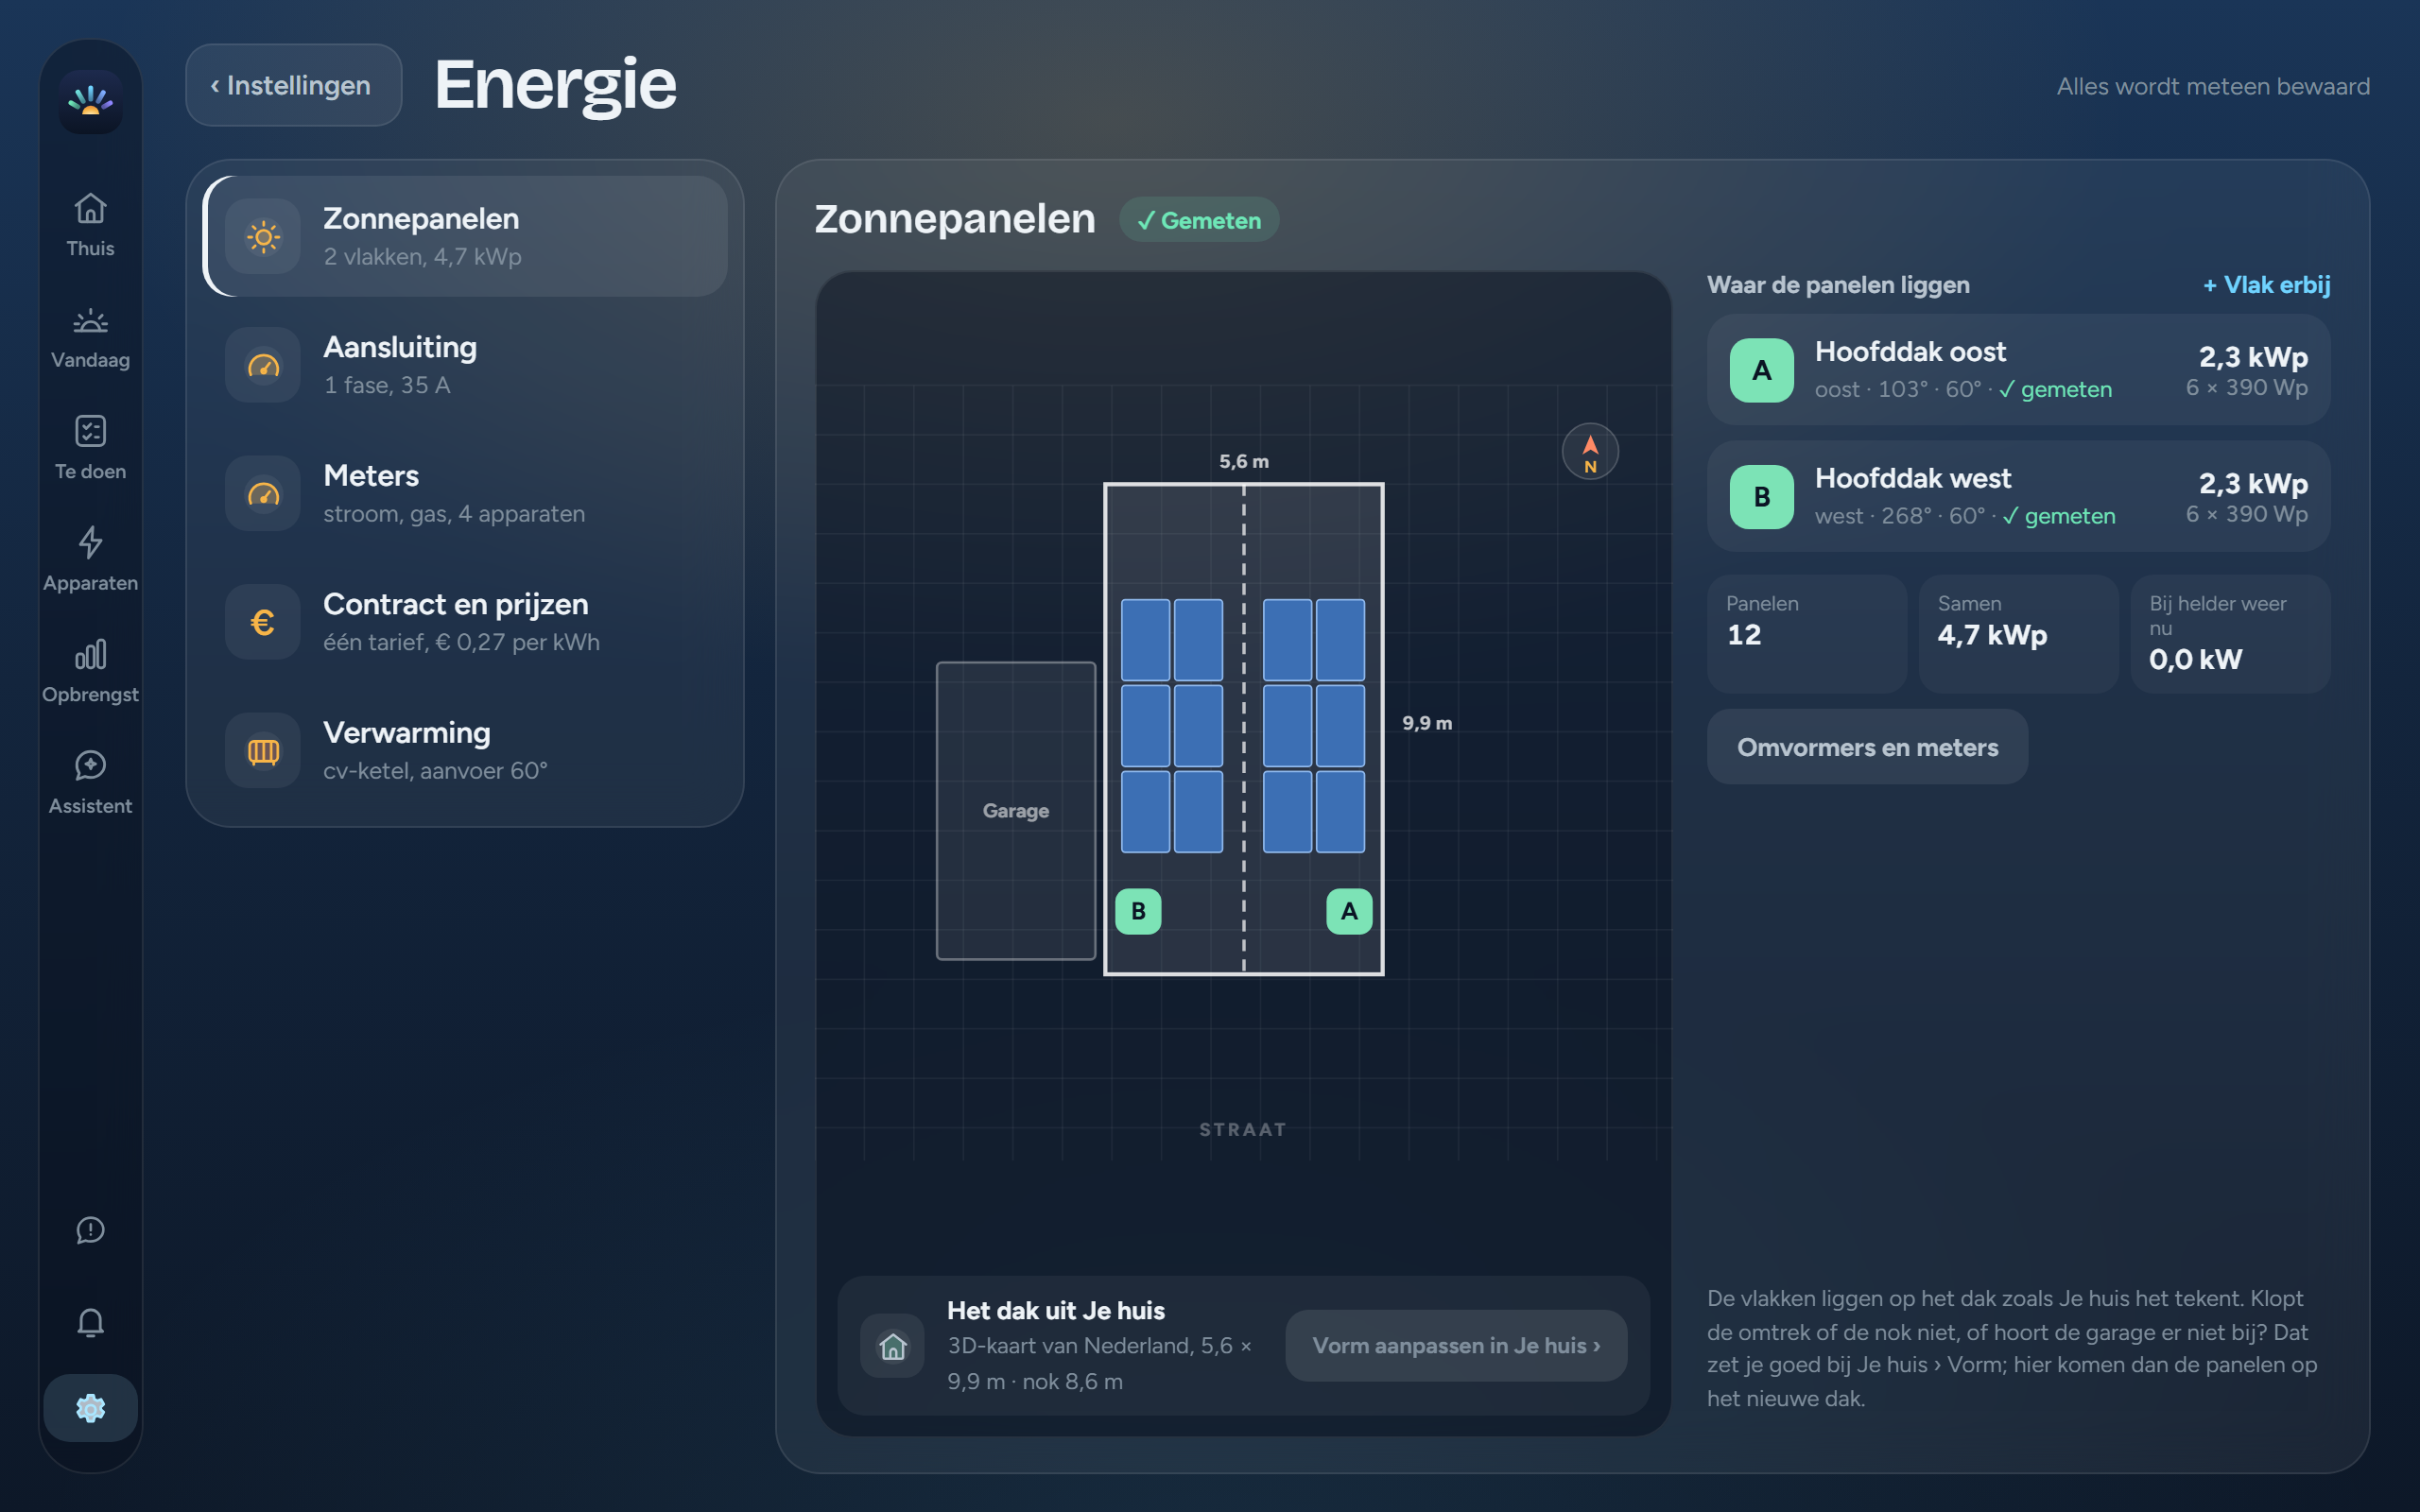 ‹ Instellingen
Energie
Alles wordt meteen bewaard
Thuis
Vandaag
Te doen
Apparaten
Opbrengst
Assistent
Zonnepanelen
2 vlakken, 4,7 kWp
Aansluiting
1 fase, 35 A
Meters
stroom, gas, 4 apparaten
€
Contract en prijzen
één tarief, € 0,27 per kWh
Verwarming
cv-ketel, aanvoer 60°
Zonnepanelen
✓ Gemeten
N
5,6 m
9,9 m
Garage
B
A
STRAAT
Het dak uit Je huis
3D-kaart van Nederland, 5,6 ×
9,9 m · nok 8,6 m
Vorm aanpassen in Je huis ›
Waar de panelen liggen
+ Vlak erbij
A
Hoofddak oost
oost · 103° · 60° · ✓ gemeten
2,3 kWp
6 × 390 Wp
B
Hoofddak west
west · 268° · 60° · ✓ gemeten
2,3 kWp
6 × 390 Wp
Panelen
12
Samen
4,7 kWp
Bij helder weer
nu
0,0 kW
Omvormers en meters
De vlakken liggen op het dak zoals Je huis het tekent. Klopt
de omtrek of de nok niet, of hoort de garage er niet bij? Dat
zet je goed bij Je huis › Vorm; hier komen dan de panelen op
het nieuwe dak.